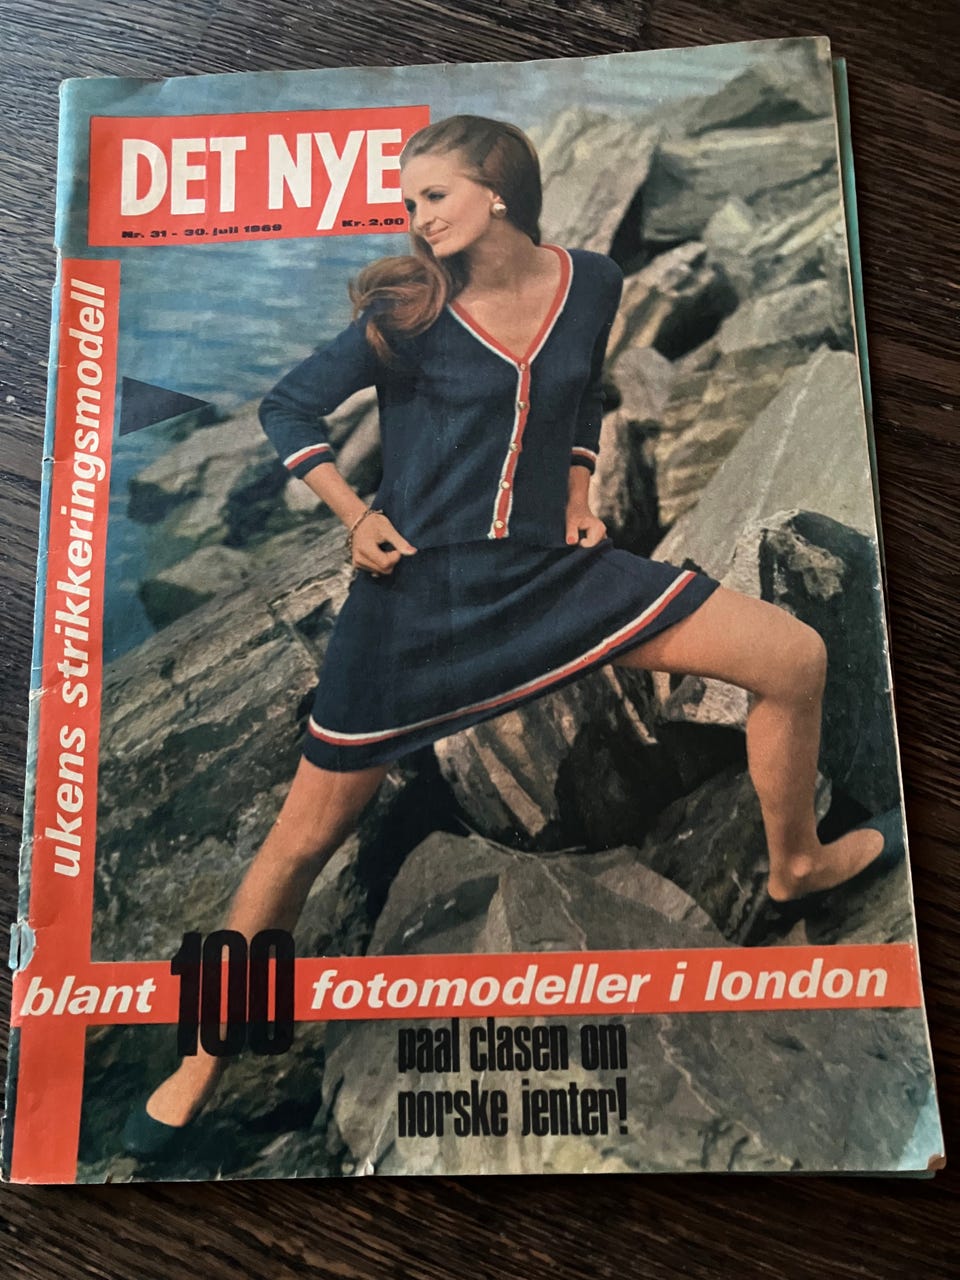 DET NYE
Nr. 31 - 30. juli 1969
Kr. 2,00
ukens strikkeringsmodell
blant 100 fotomodeller i london
paal clasen om
norske jenter!